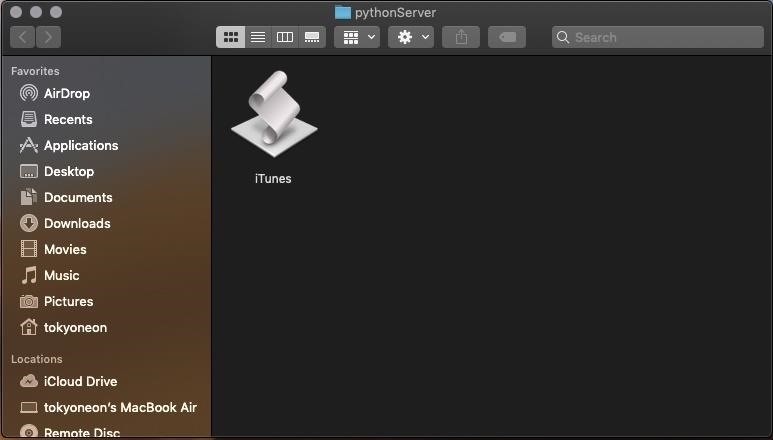 pythonServer
Search
Favorites
AirDrop
Recents
Applications
Desktop
Documents
Downloads
Movies
Music
Pictures
tokyoneon
Locations
iCloud Drive
tokyoneon's MacBook Air
Remote Disc
iTunes